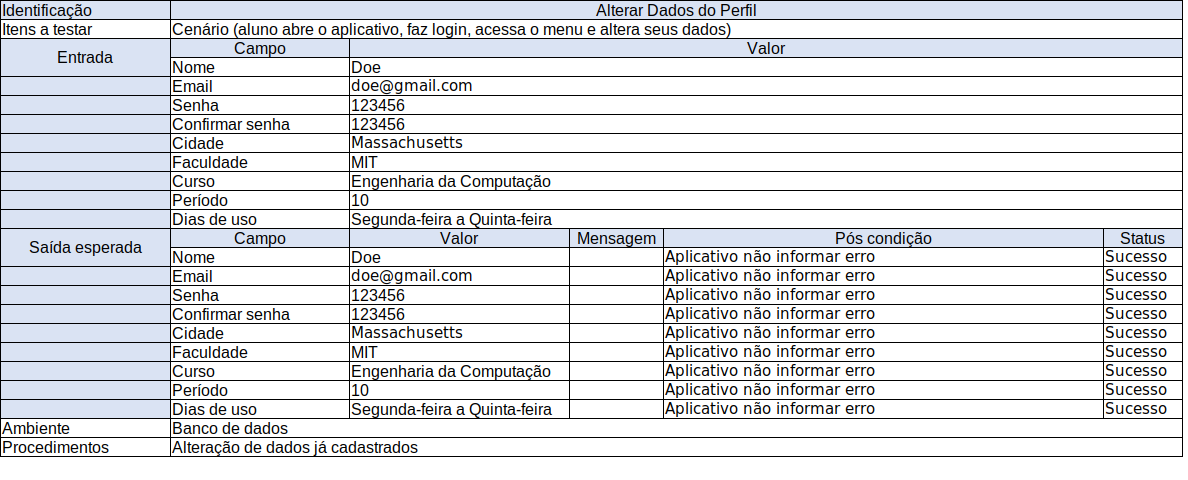 Identificação Alterar Dados do Perfil
Itens a testar Cenário (aluno abre o aplicativo, faz login, acessa o menu e altera seus dados)
Entrada Campo Valor
Nome Doe
Email doe@gmail.com
Senha 123456
Confirmar senha 123456
Cidade Massachusetts
Faculdade MIT
Curso Engenharia da Computação
Período 10
Dias de uso Segunda-feira a Quinta-feira
Saída esperada Campo Valor Mensagem Pós condição Status
Nome Doe Aplicativo não informar erro Sucesso
Email doe@gmail.com Aplicativo não informar erro Sucesso
Senha 123456 Aplicativo não informar erro Sucesso
Confirmar senha 123456 Aplicativo não informar erro Sucesso
Cidade Massachusetts Aplicativo não informar erro Sucesso
Faculdade MIT Aplicativo não informar erro Sucesso
Curso Engenharia da Computação Aplicativo não informar erro Sucesso
Período 10 Aplicativo não informar erro Sucesso
Dias de uso Segunda-feira a Quinta-feira Aplicativo não informar erro Sucesso
Ambiente Banco de dados
Procedimentos Alteração de dados já cadastrados